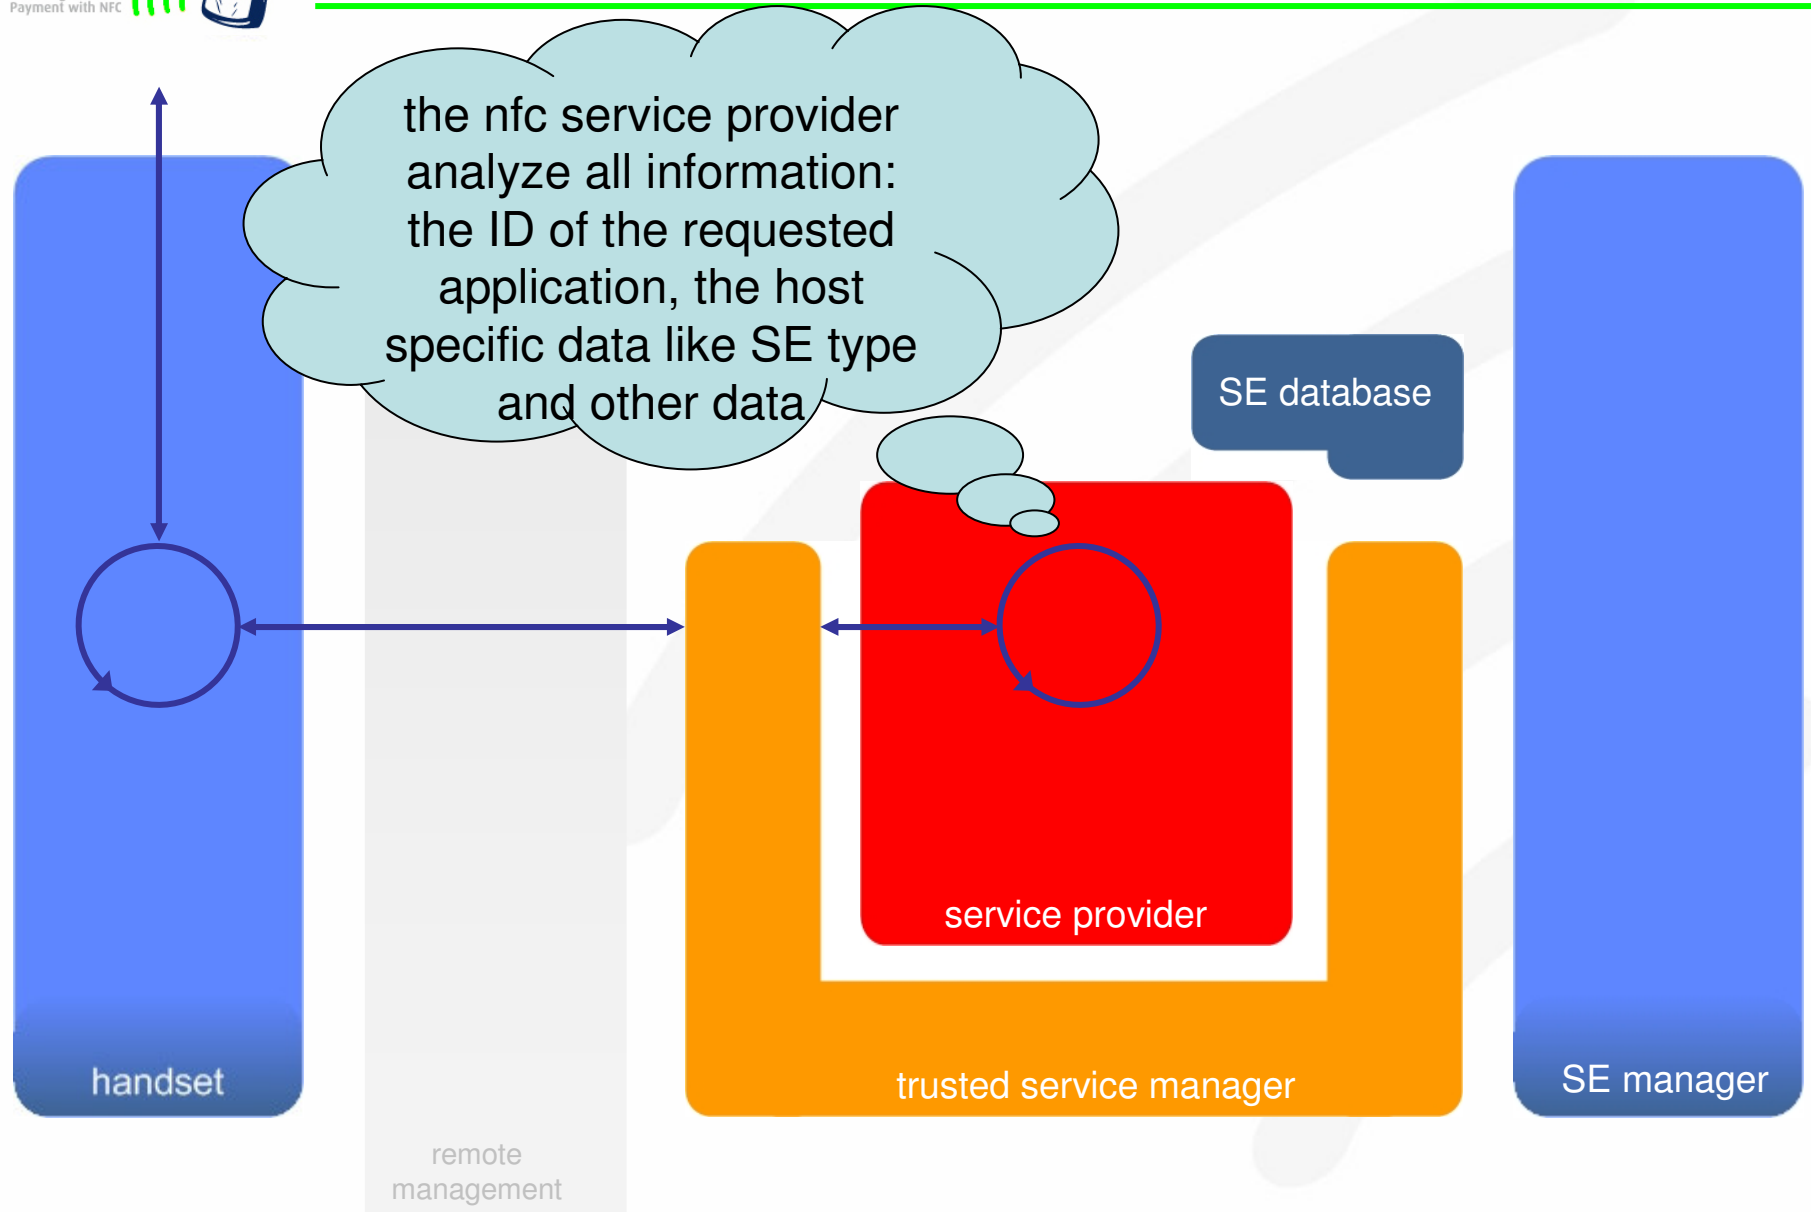 Payment with NFC
the nfc service provider
analyze all information:
the ID of the requested
application, the host
specific data like SE type
and other data
SE database
service provider
handset
trusted service manager
SE manager
remote
management